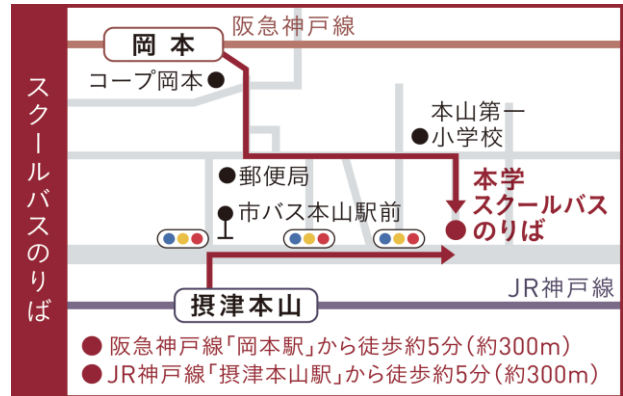 スクールバスのりば
阪急神戸線
岡本
コープ岡本●
本山第一
●小学校
●郵便局
市バス本山駅前
本学
スクールバス
のりば
JR神戸線
摂津本山
●阪急神戸線「岡本駅」から徒歩約5分(約300m)
●JR神戸線「摂津本山駅」から徒歩約5分(約300m)